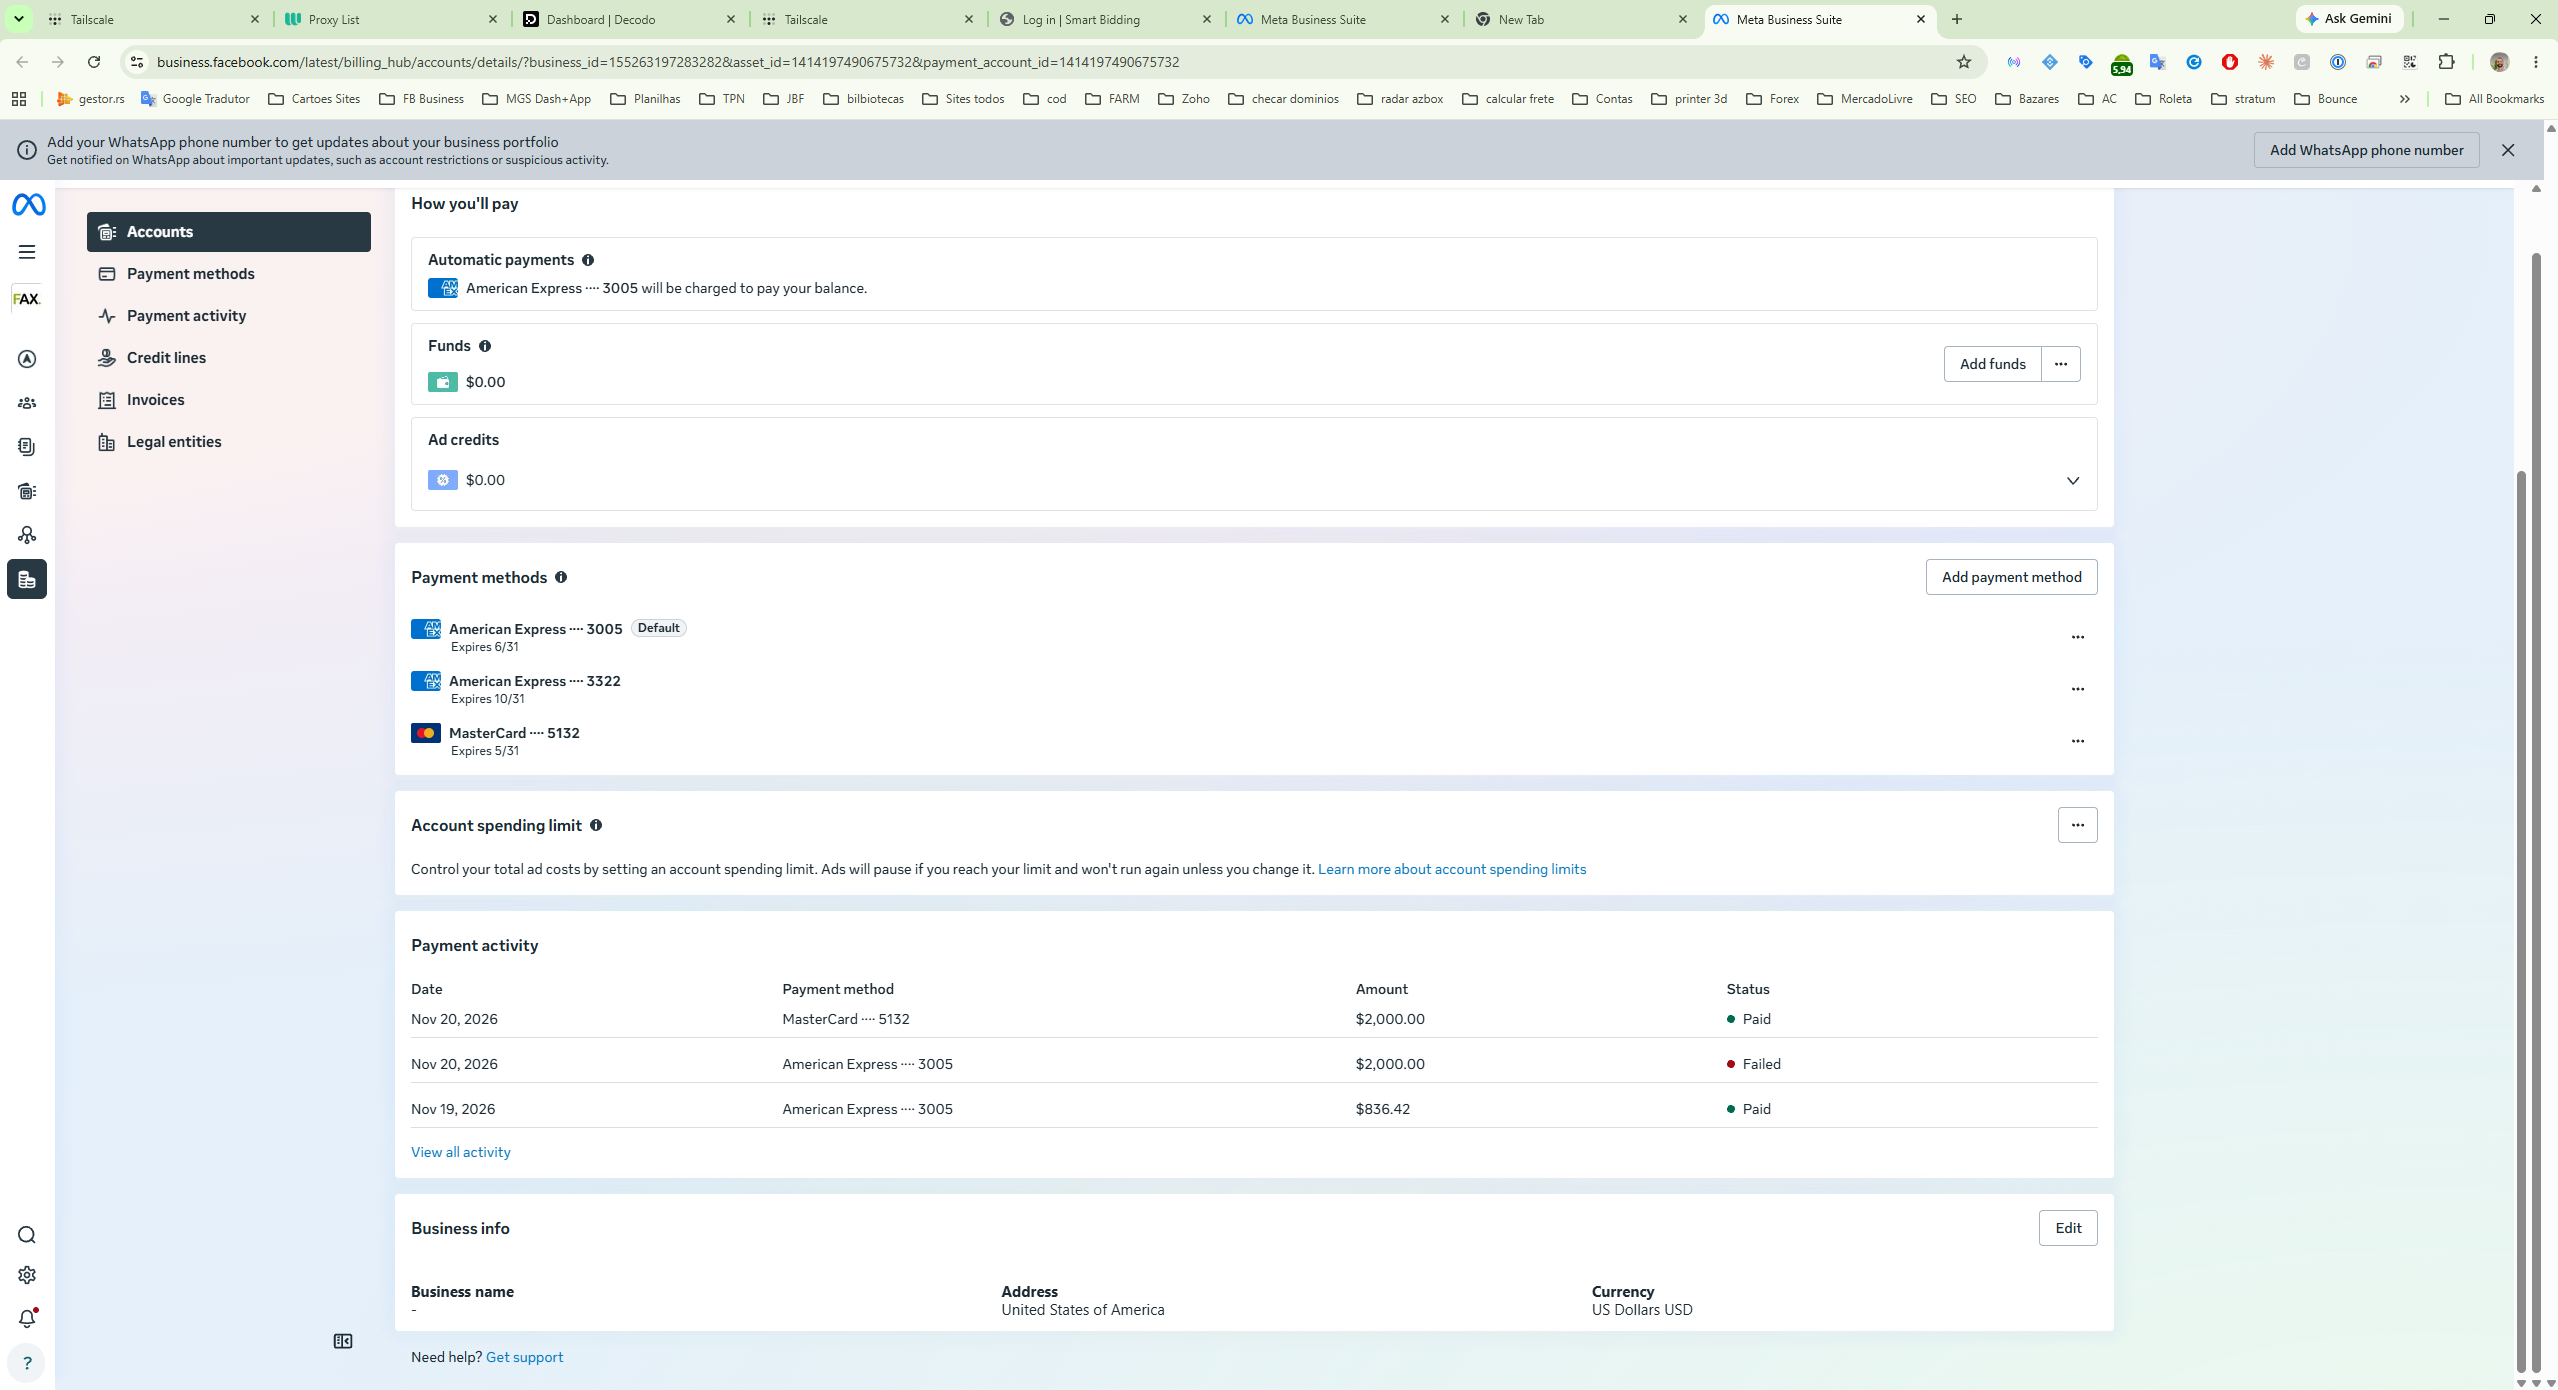 Tailscale
Proxy List
Dashboard | Decodo
Tailscale
Log in | Smart Bidding
Meta Business Suite
New Tab
Meta Business Suite
Ask Gemini
business.facebook.com/latest/billing_hub/accounts/details/?business_id=155263197283282&asset_id=1414197490675732&payment_account_id=1414197490675732
5,94
gestor.rs
Google Tradutor
Cartoes Sites
FB Business
MGS Dash+App
Planilhas
TPN
JBF
bilbiotecas
Sites todos
cod
FARM
Zoho
checar dominios
radar azbox
calcular frete
Contas
printer 3d
Forex
MercadoLivre
SEO
Bazares
AC
Roleta
stratum
Bounce
All Bookmarks
Add your WhatsApp phone number to get updates about your business portfolio
Get notified on WhatsApp about important updates, such as account restrictions or suspicious activity.
Add WhatsApp phone number
FAX.
Accounts
Payment methods
Payment activity
Credit lines
Invoices
Legal entities
How you'll pay
Automatic payments
American Express ···· 3005 will be charged to pay your balance.
Funds
$0.00
Add funds
Ad credits
$0.00
Payment methods
Add payment method
American Express ···· 3005 Default
Expires 6/31
American Express ···· 3322
Expires 10/31
MasterCard ···· 5132
Expires 5/31
Account spending limit
Control your total ad costs by setting an account spending limit. Ads will pause if you reach your limit and won't run again unless you change it. Learn more about account spending limits
Payment activity
Date Payment method Amount Status
Nov 20, 2026 MasterCard ···· 5132 $2,000.00 Paid
Nov 20, 2026 American Express ···· 3005 $2,000.00 Failed
Nov 19, 2026 American Express ···· 3005 $836.42 Paid
View all activity
Business info
Edit
Business name Address Currency
- United States of America US Dollars USD
Need help? Get support